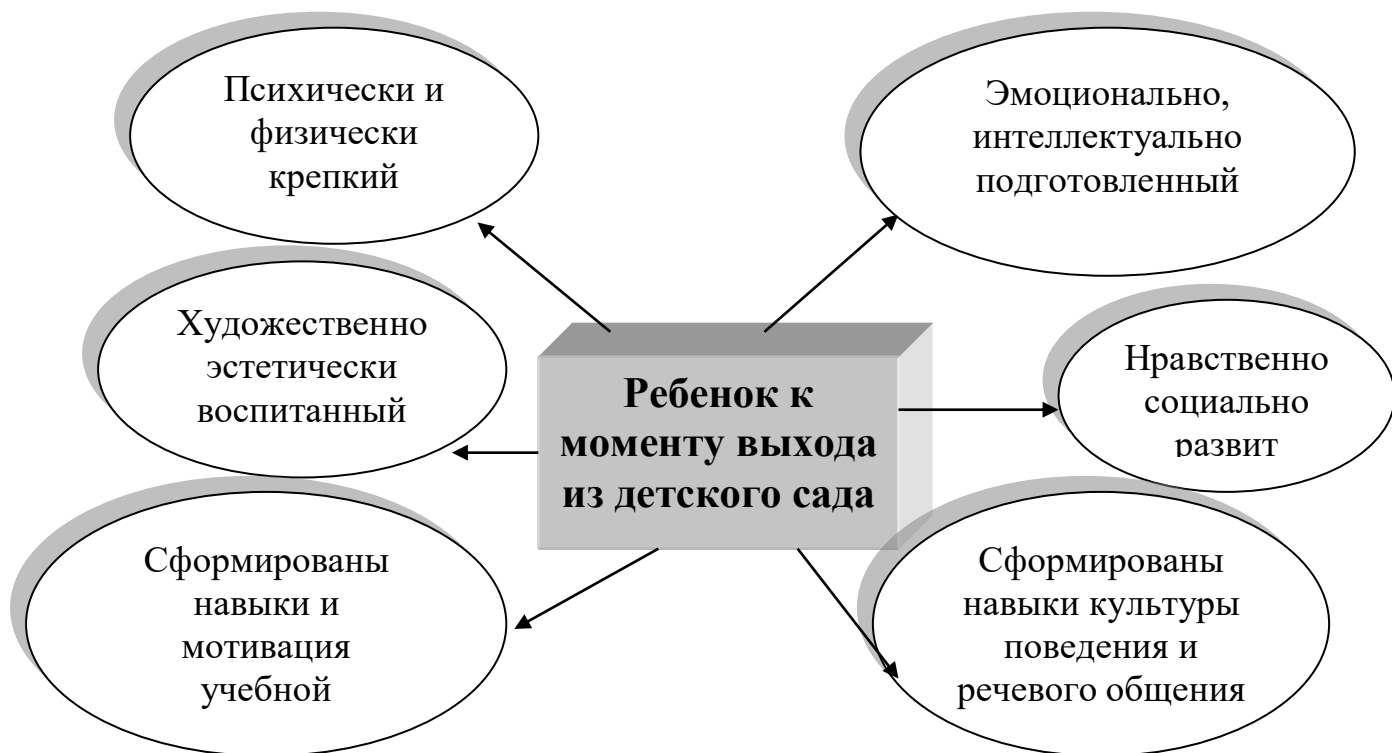 Психически и
физически
крепкий
Эмоционально,
интеллектуально
подготовленный
Художественно
эстетически
воспитанный
Ребенок к
моменту выхода
из детского сада
Нравственно
социально
развит
Сформированы
навыки и
мотивация
учебной
Сформированы
навыки культуры
поведения и
речевого общения